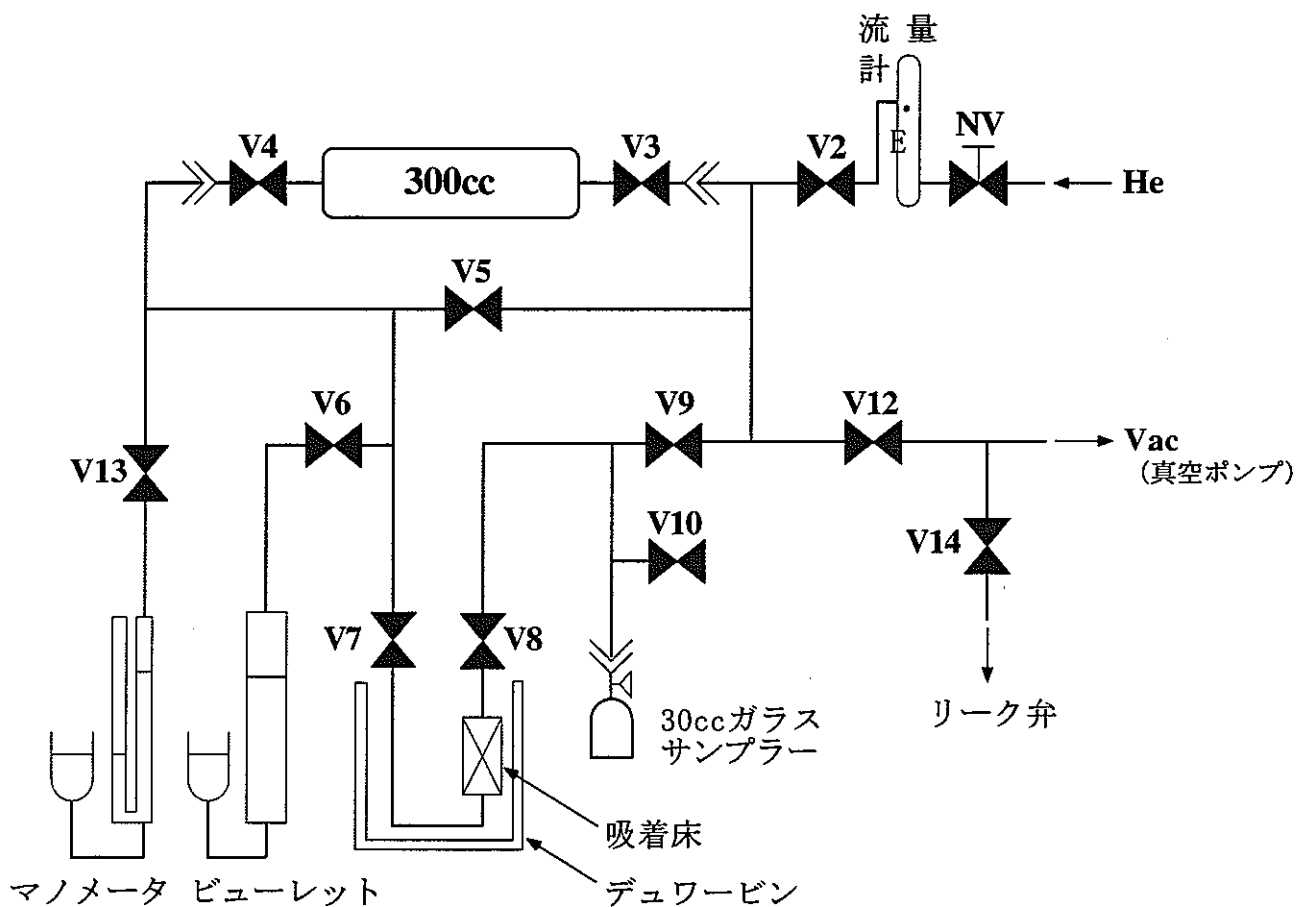 流 量
計
E
NV
V4
300cc
V3
V2
He
V5
V6
V9
V12
Vac
(真空ポンプ)
V13
V10
V14
V7
V8
30ccガラス
サンプラー
リーク弁
吸着床
マノメータ ビューレット
デュワービン